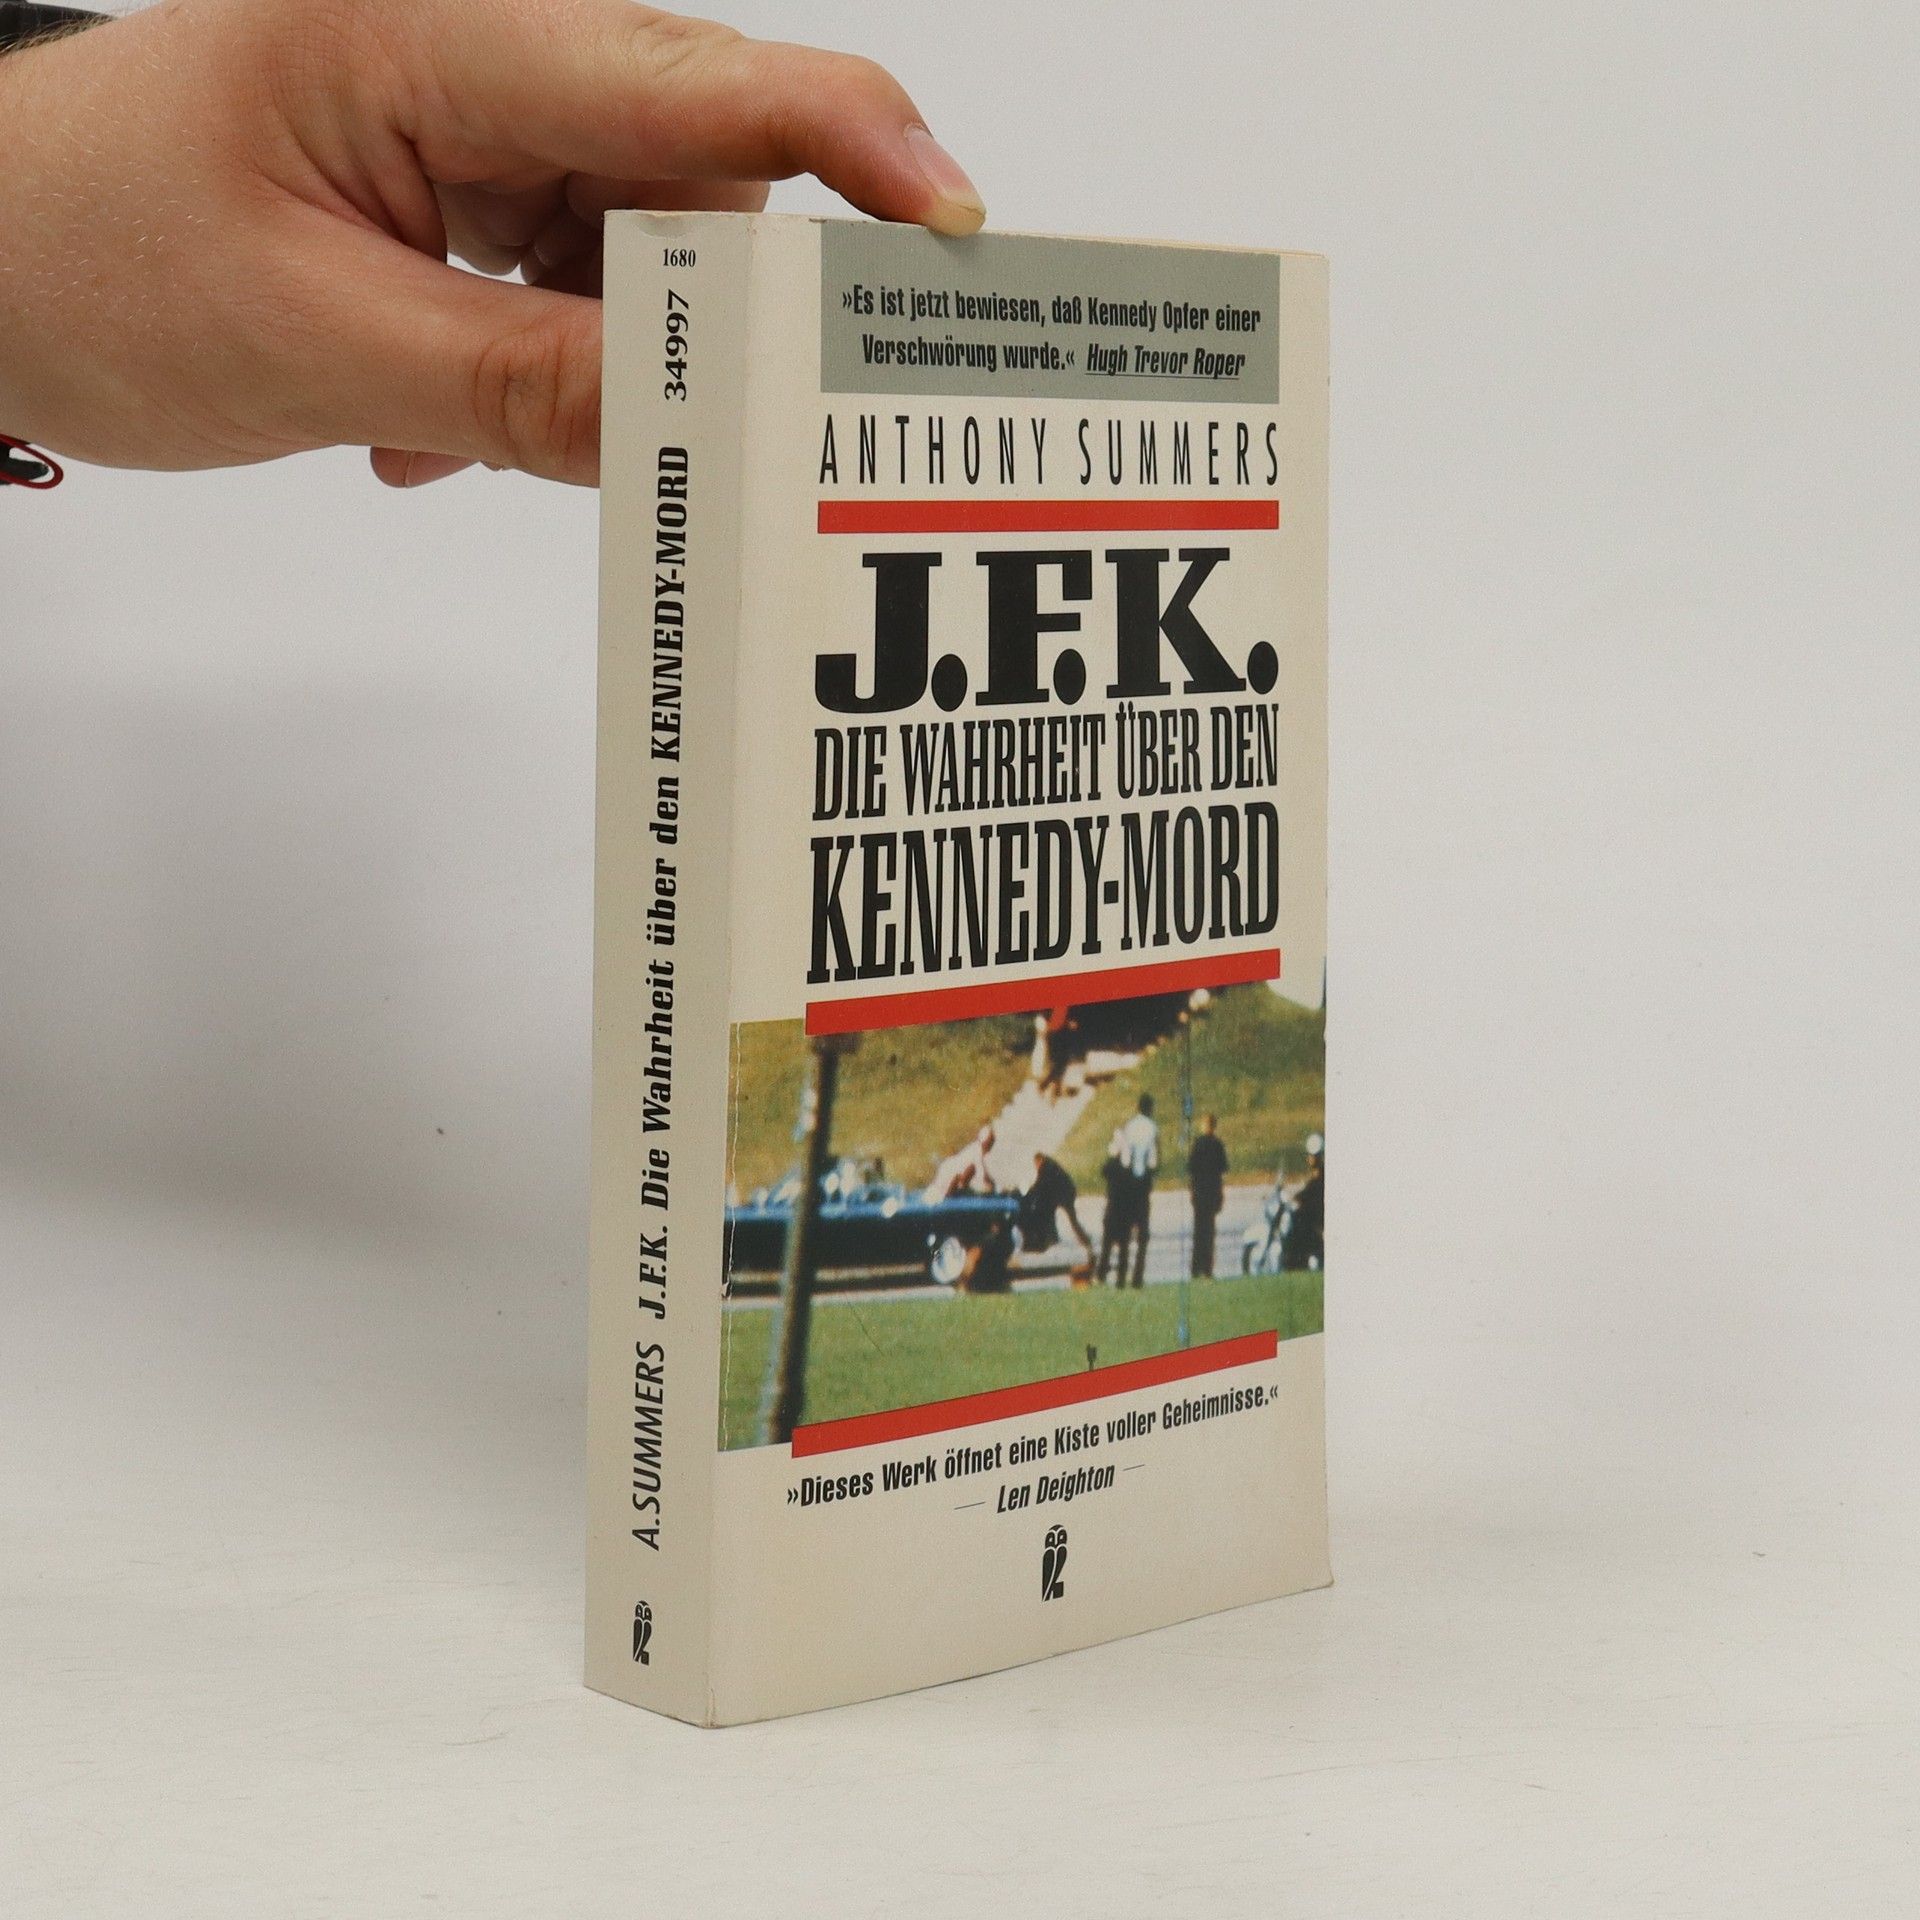 1680
34997
A.SUMMERS J.F.K. Die Wahrheit über den KENNEDY-MORD
»Es ist jetzt bewiesen, daß Kennedy Opfer einer
Verschwörung wurde.« Hugh Trevor Roper
ANTHONY SUMMERS
J.F.K.
DIE WAHRHEIT ÜBER DEN
KENNEDY-MORD
»Dieses Werk öffnet eine Kiste voller Geheimnisse.«
— Len Deighton —